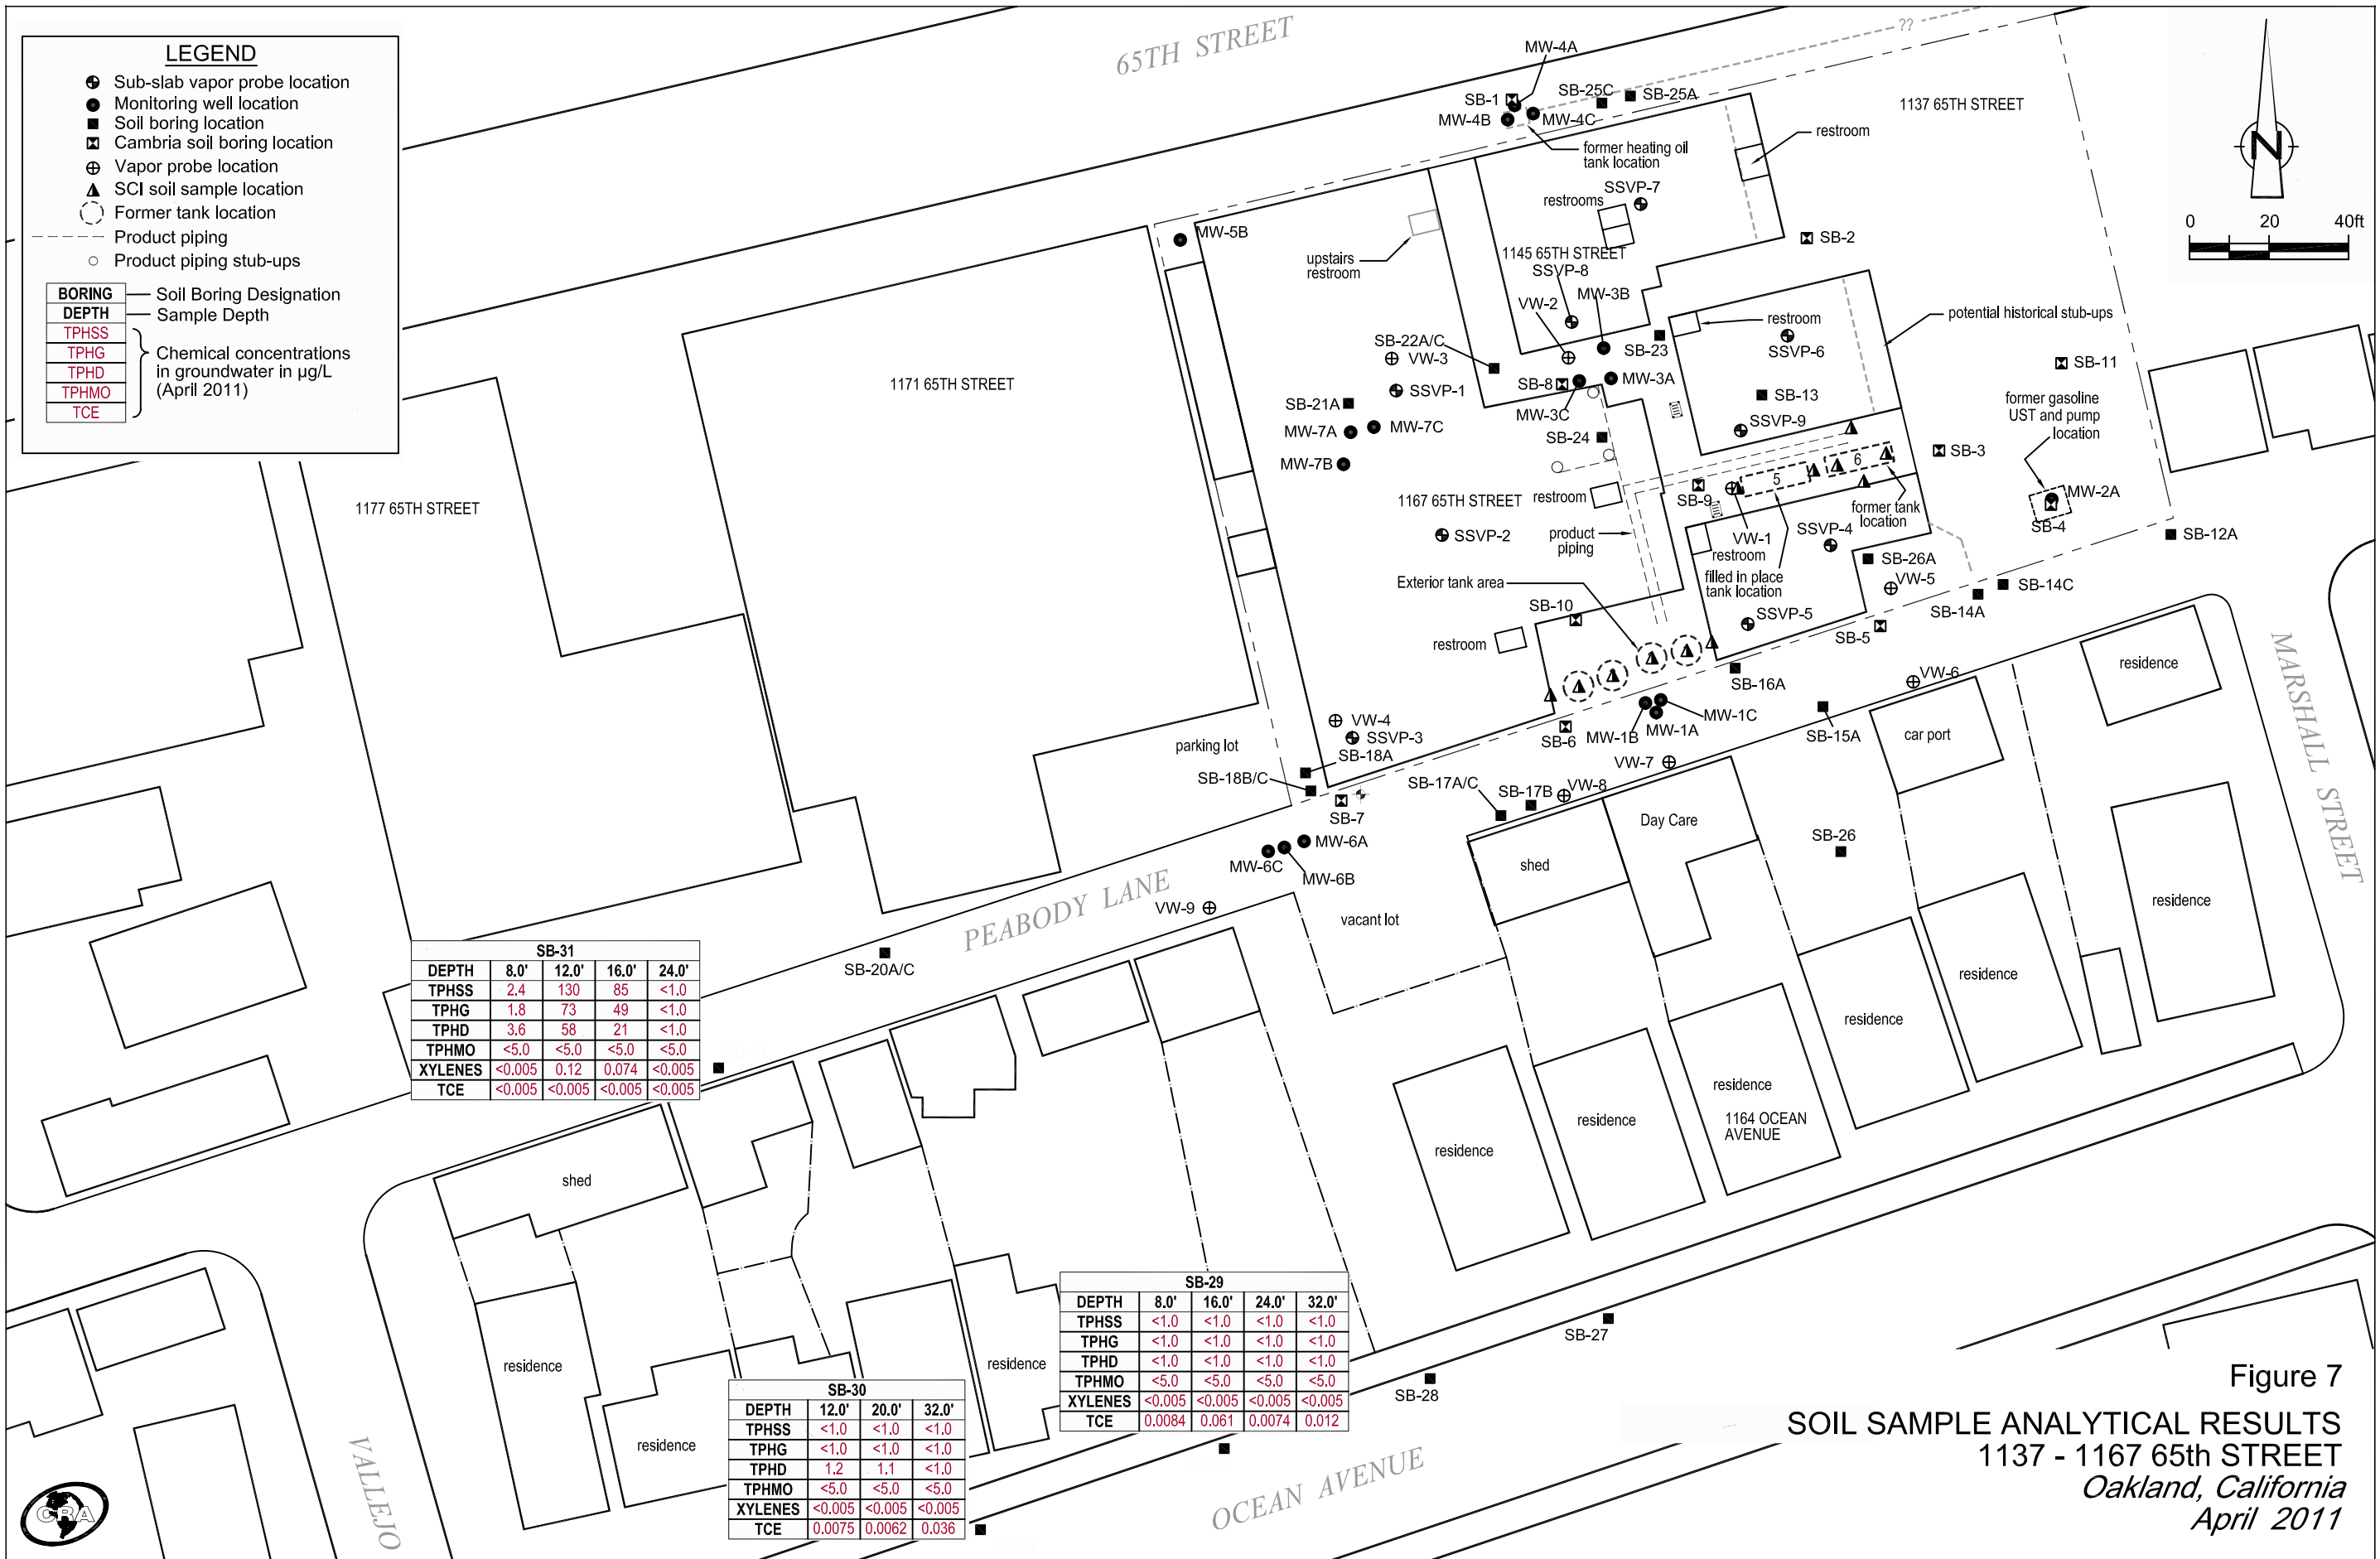 65TH STREET
??
LEGEND
Sub-slab vapor probe location
Monitoring well location
Soil boring location
Cambria soil boring location
Vapor probe location
SCI soil sample location
Former tank location
Product piping
Product piping stub-ups
BORING Soil Boring Designation
DEPTH Sample Depth
TPHSS
TPHG
TPHD
TPHMO
TCE
Chemical concentrations
in groundwater in µg/L
(April 2011)
N
0 20 40ft
MW-4A
SB-1
SB-25C
SB-25A
MW-4B
MW-4C
1137 65TH STREET
restroom
former heating oil
tank location
SSVP-7
restrooms
MW-5B
upstairs
restroom
1145 65TH STREET
SB-2
SSVP-8
MW-3B
VW-2
potential historical stub-ups
restroom
SB-22A/C
SB-23
SSVP-6
VW-3
SB-11
1171 65TH STREET
SSVP-1
SB-8
MW-3A
SB-13
SB-21A
MW-3C
former gasoline
UST and pump
location
MW-7A
MW-7C
SSVP-9
SB-24
MW-7B
SB-3
6
5
1177 65TH STREET
1167 65TH STREET
restroom
SB-9
former tank
location
MW-2A
SB-4
SSVP-2
product
piping
VW-1
SSVP-4
SB-12A
restroom
SB-26A
filled in place
tank location
VW-5
Exterior tank area
SB-14C
SB-14A
SB-10
SSVP-5
SB-5
restroom
MARSHALL STREET
residence
SB-16A
VW-6
MW-1C
MW-1A
MW-1B
SB-6
VW-4
SSVP-3
SB-15A
car port
parking lot
SB-18A
SB-18B/C
VW-7
SB-17A/C
SB-17B
VW-8
SB-7
Day Care
SB-26
MW-6A
MW-6C
MW-6B
shed
residence
VW-9
vacant lot
PEABODY LANE
SB-20A/C
residence
residence
residence
1164 OCEAN
AVENUE
residence
residence
SB-31
DEPTH 8.0' 12.0' 16.0' 24.0'
TPHSS 2.4 130 85 <1.0
TPHG 1.8 73 49 <1.0
TPHD 3.6 58 21 <1.0
TPHMO <5.0 <5.0 <5.0 <5.0
XYLENES <0.005 0.12 0.074 <0.005
TCE <0.005 <0.005 <0.005 <0.005
shed
SB-29
DEPTH 8.0' 16.0' 24.0' 32.0'
TPHSS <1.0 <1.0 <1.0 <1.0
TPHG <1.0 <1.0 <1.0 <1.0
TPHD <1.0 <1.0 <1.0 <1.0
TPHMO <5.0 <5.0 <5.0 <5.0
XYLENES <0.005 <0.005 <0.005 <0.005
TCE 0.0084 0.061 0.0074 0.012
SB-27
SB-28
residence
residence
residence
SB-30
DEPTH 12.0' 20.0' 32.0'
TPHSS <1.0 <1.0 <1.0
TPHG <1.0 <1.0 <1.0
TPHD 1.2 1.1 <1.0
TPHMO <5.0 <5.0 <5.0
XYLENES <0.005 <0.005 <0.005
TCE 0.0075 0.0062 0.036
VALLEJO
OCEAN AVENUE
CRA
Figure 7
SOIL SAMPLE ANALYTICAL RESULTS
1137 - 1167 65th STREET
Oakland, California
April 2011